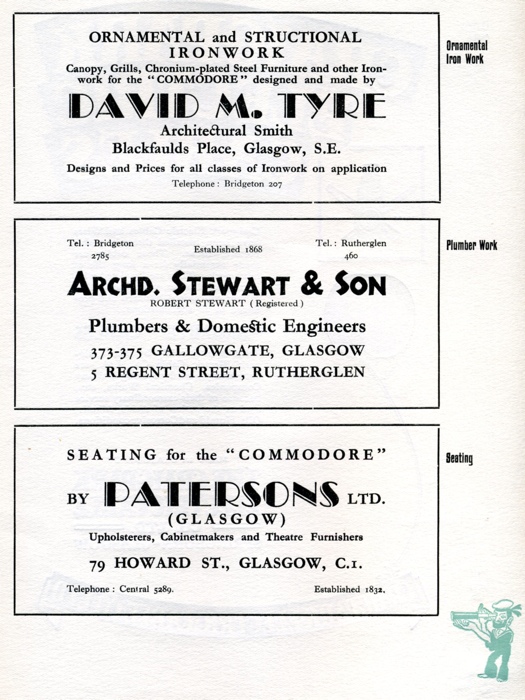 ORNAMENTAL and STRUCTIONAL
IRONWORK
Canopy, Grills, Chromium-plated Steel Furniture and other Iron-
work for the "COMMODORE" designed and made by
DAVID M. TYRE
Architectural Smith
Blackfaulds Place, Glasgow, S.E.
Designs and Prices for all classes of Ironwork on application
Telephone: Bridgeton 207
Ornamental
Iron Work
Tel.: Bridgeton
2785
Established 1868
Tel.: Rutherglen
460
ARCHD. STEWART & SON
ROBERT STEWART (Registered)
Plumbers & Domestic Engineers
373-375 GALLOWGATE, GLASGOW
5 REGENT STREET, RUTHERGLEN
Plumber Work
SEATING for the "COMMODORE"
BY PATERSONS LTD.
(GLASGOW)
Upholsterers, Cabinetmakers and Theatre Furnishers
79 HOWARD ST., GLASGOW, C.1.
Telephone: Central 5289.
Established 1832.
Seating